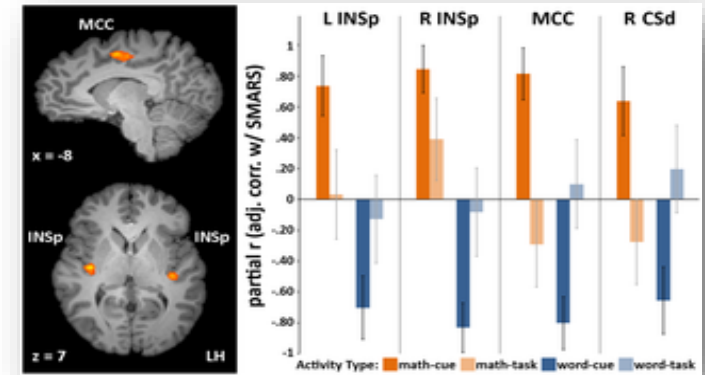 MCC
x = -8
INSp
INSp
z = 7
LH
L INSp
R INSp
MCC
R CSd
partial r (adj. corr. w/ SMARS)
1
.80
.60
.40
.20
0
-.20
-.40
-.60
-.80
-1
Activity Type: math-cue math-task word-cue word-task